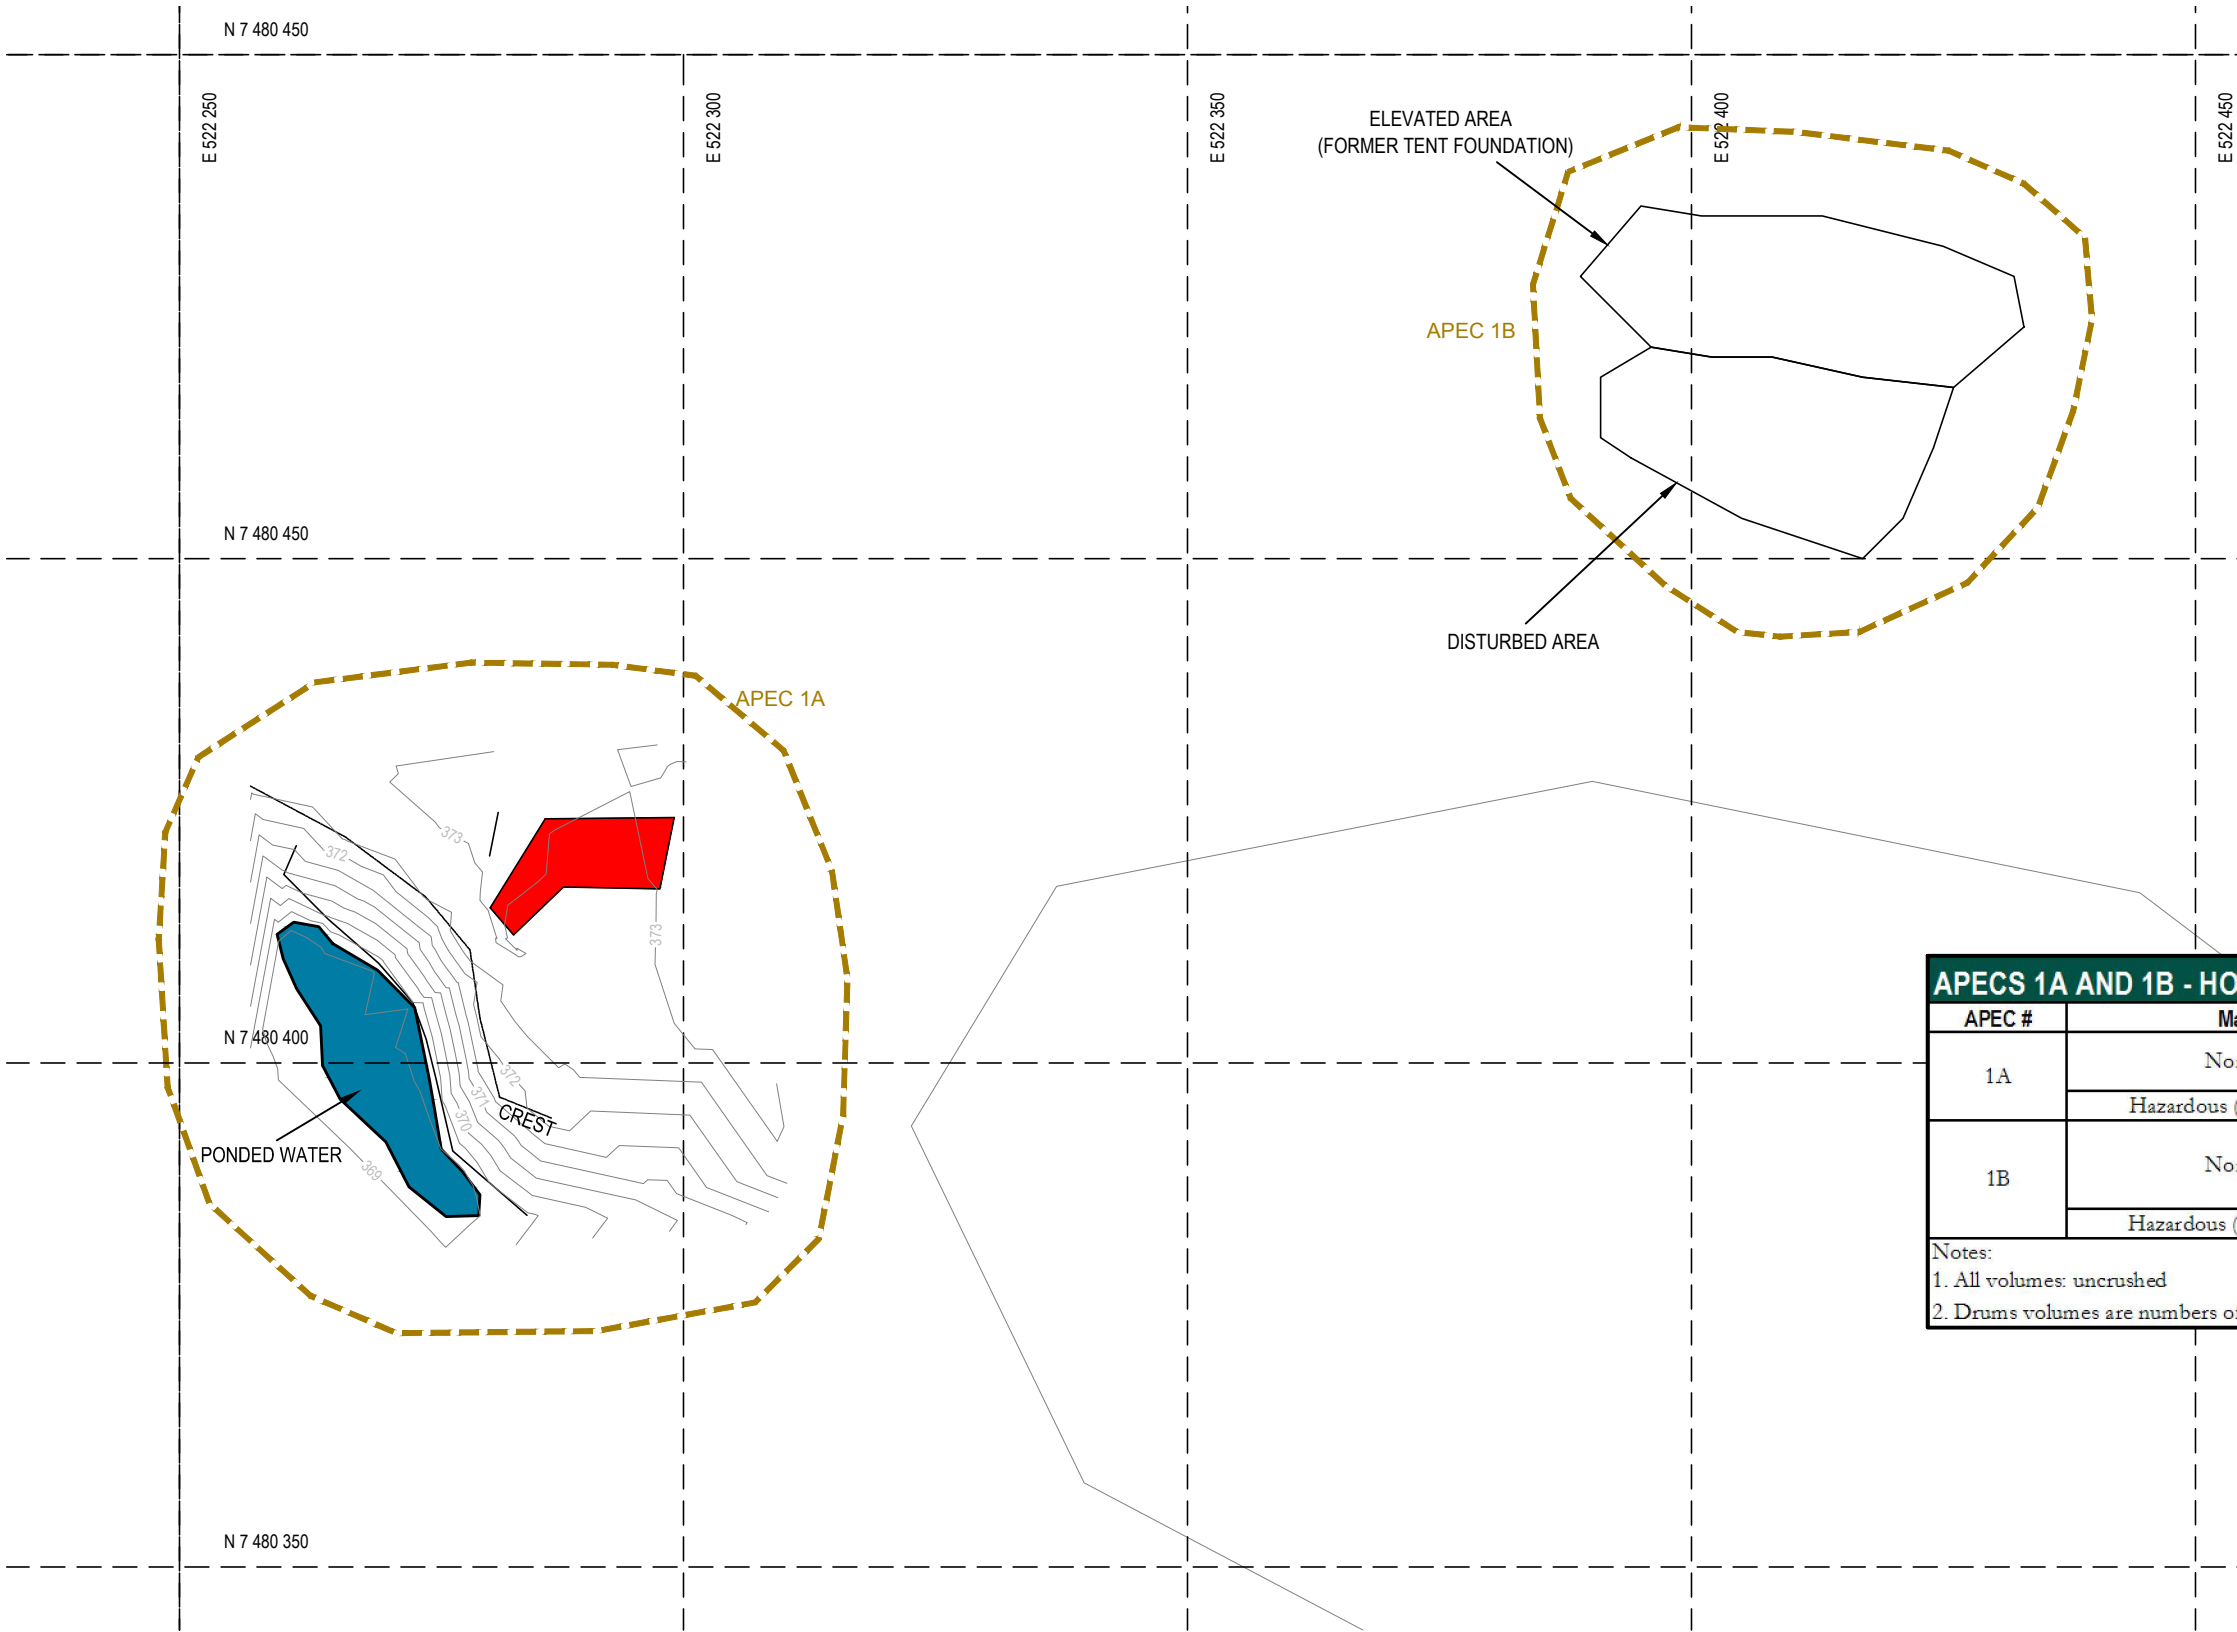 N 7 480 450
E 522 250
E 522 300
E 522 350
E 522 400
E 522 450
ELEVATED AREA
(FORMER TENT FOUNDATION)
APEC 1B
N 7 480 450
DISTURBED AREA
APEC 1A
373
372
373
N 7 480 400
372
371
370
CREST
PONDED WATER
369
N 7 480 350
APECS 1A AND 1B - HO
APEC # Ma
1A No
Hazardous (
1B No
Hazardous (
Notes:
1. All volumes: uncrushed
2. Drums volumes are numbers o